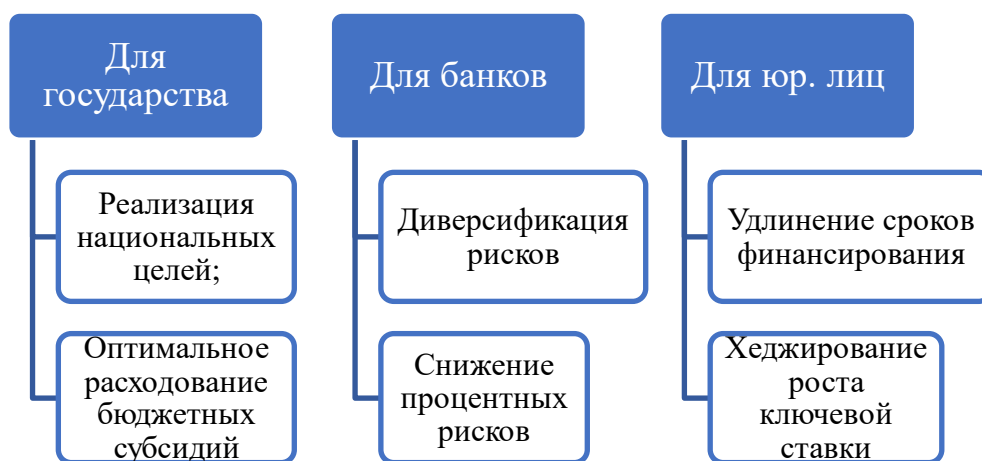 Для
государства
Реализация
национальных
целей;
Оптимальное
расходование
бюджетных
субсидий
Для банков
Диверсификация
рисков
Снижение
процентных
рисков
Для юр. лиц
Удлинение сроков
финансирования
Хеджирование
роста
ключевой
ставки